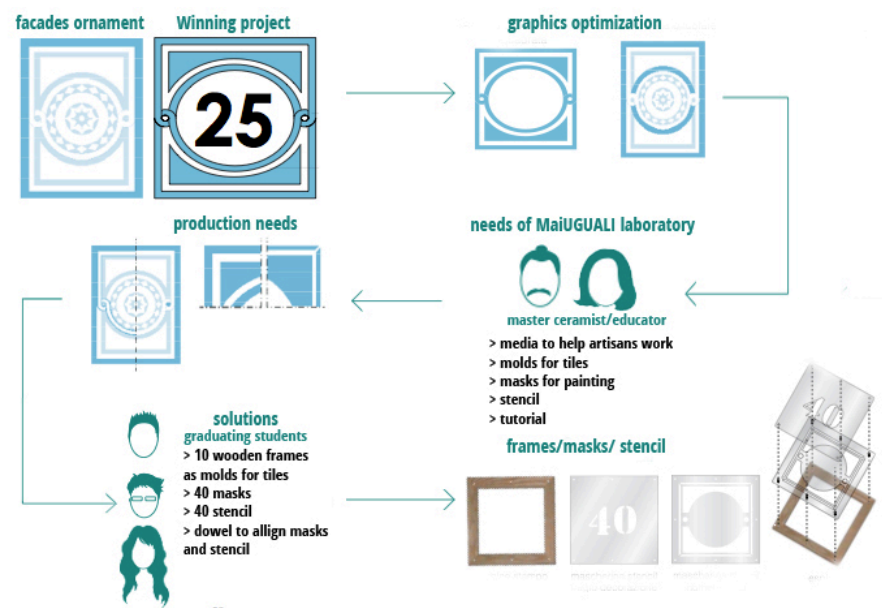 facades ornament
Winning project
graphics optimization
25
production needs
needs of MaiUGUALI laboratory
master ceramist/educator
> media to help artisans work
> molds for tiles
> masks for painting
> stencil
> tutorial
solutions
graduating students
> 10 wooden frames
as molds for tiles
> 40 masks
> 40 stencil
> dowel to allign masks
and stencil
frames/masks/ stencil
40
40